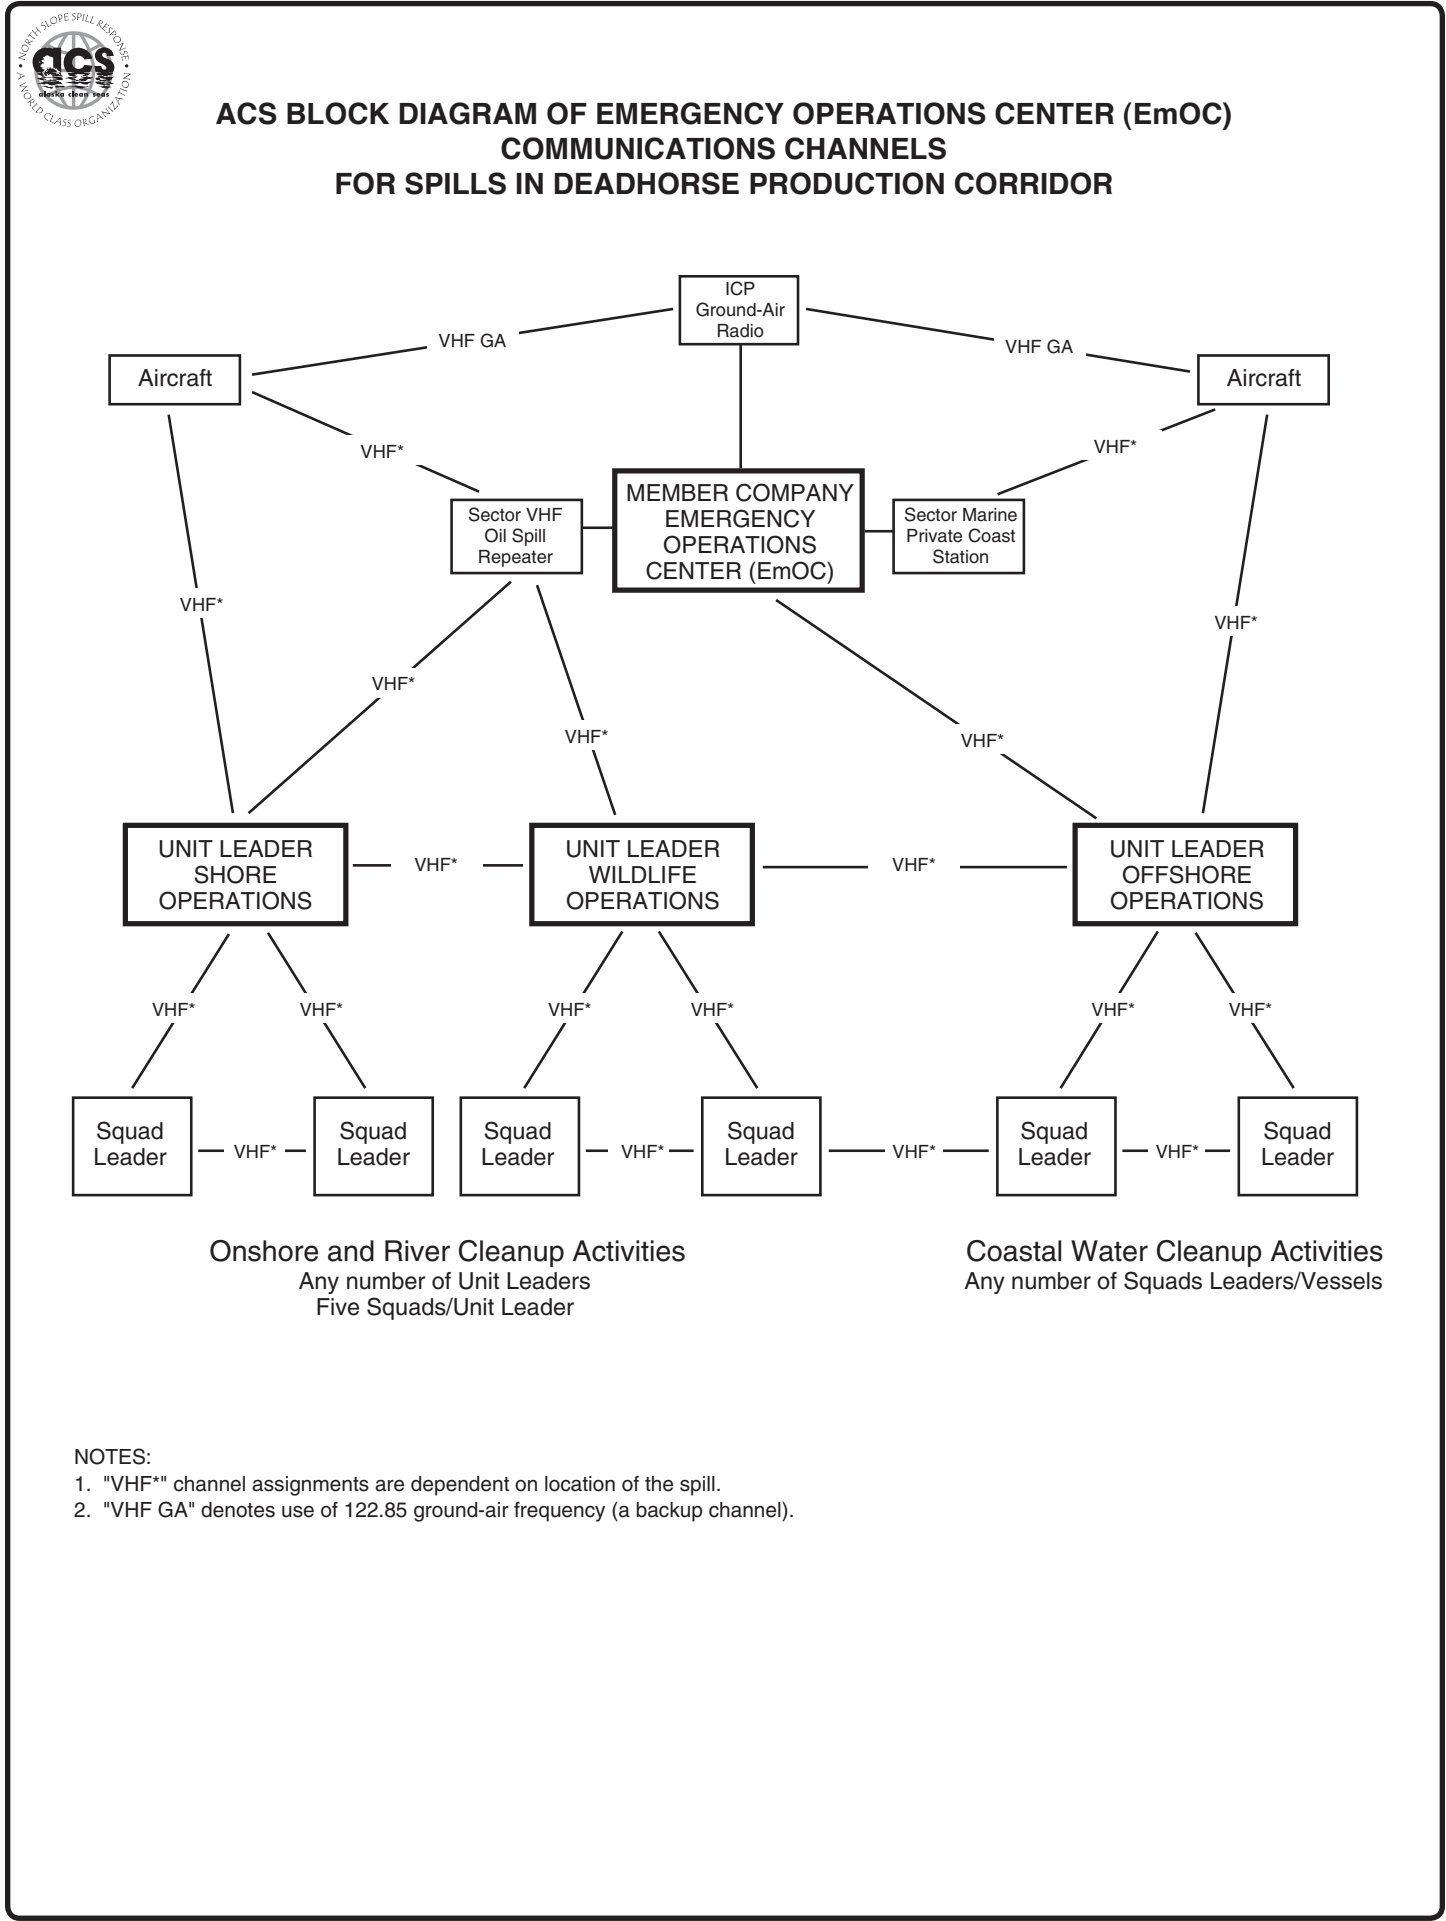 NORTH SLOPE SPILL RESPONSE
acs
alaska clean seas
A WORLD CLASS ORGANIZATION
ACS BLOCK DIAGRAM OF EMERGENCY OPERATIONS CENTER (EmOC)
COMMUNICATIONS CHANNELS
FOR SPILLS IN DEADHORSE PRODUCTION CORRIDOR
ICP
Ground-Air
Radio
VHF GA
VHF GA
Aircraft
Aircraft
VHF*
VHF*
Sector VHF
Oil Spill
Repeater
MEMBER COMPANY
EMERGENCY
OPERATIONS
CENTER (EmOC)
Sector Marine
Private Coast
Station
VHF*
VHF*
VHF*
VHF*
VHF*
UNIT LEADER
SHORE
OPERATIONS
VHF*
UNIT LEADER
WILDLIFE
OPERATIONS
VHF*
UNIT LEADER
OFFSHORE
OPERATIONS
VHF*
VHF*
VHF*
VHF*
VHF*
VHF*
Squad
Leader
VHF*
Squad
Leader
Squad
Leader
VHF*
Squad
Leader
VHF*
Squad
Leader
VHF*
Squad
Leader
Onshore and River Cleanup Activities
Any number of Unit Leaders
Five Squads/Unit Leader
Coastal Water Cleanup Activities
Any number of Squads Leaders/Vessels
NOTES:
1. "VHF*" channel assignments are dependent on location of the spill.
2. "VHF GA" denotes use of 122.85 ground-air frequency (a backup channel).